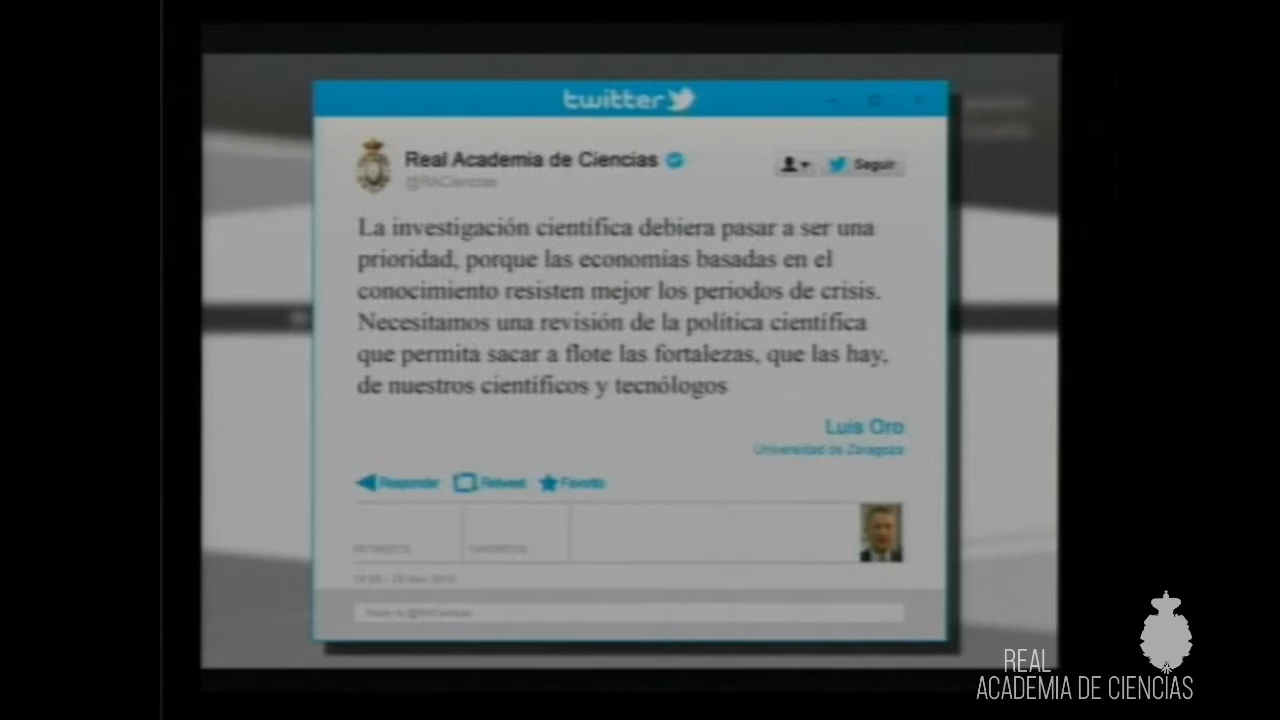 twitter
Real Academia de Ciencias
@RACiencias
Seguir
La investigación científica debiera pasar a ser una
prioridad, porque las economías basadas en el
conocimiento resisten mejor los periodos de crisis.
Necesitamos una revisión de la política científica
que permita sacar a flote las fortalezas, que las hay,
de nuestros científicos y tecnólogos
Luis Oro
Universidad de Zaragoza
Responder Retweet Favorito
REAL
ACADEMIA DE CIENCIAS